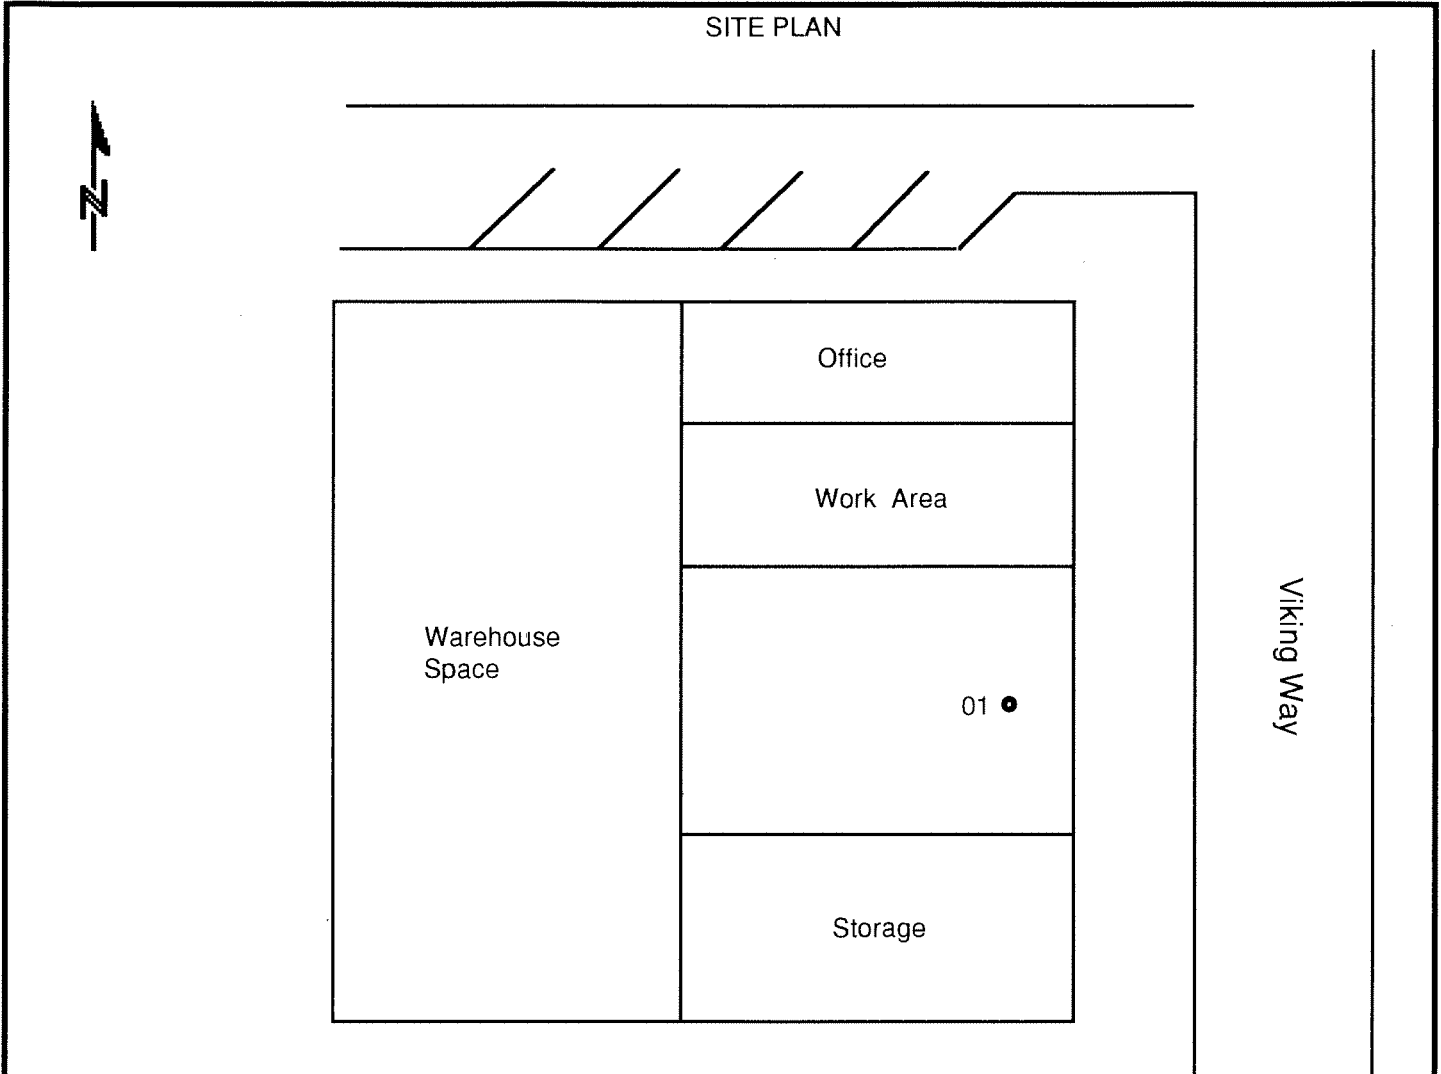 SITE PLAN
N
Office
Work Area
Warehouse
Space
01
Viking Way
Storage